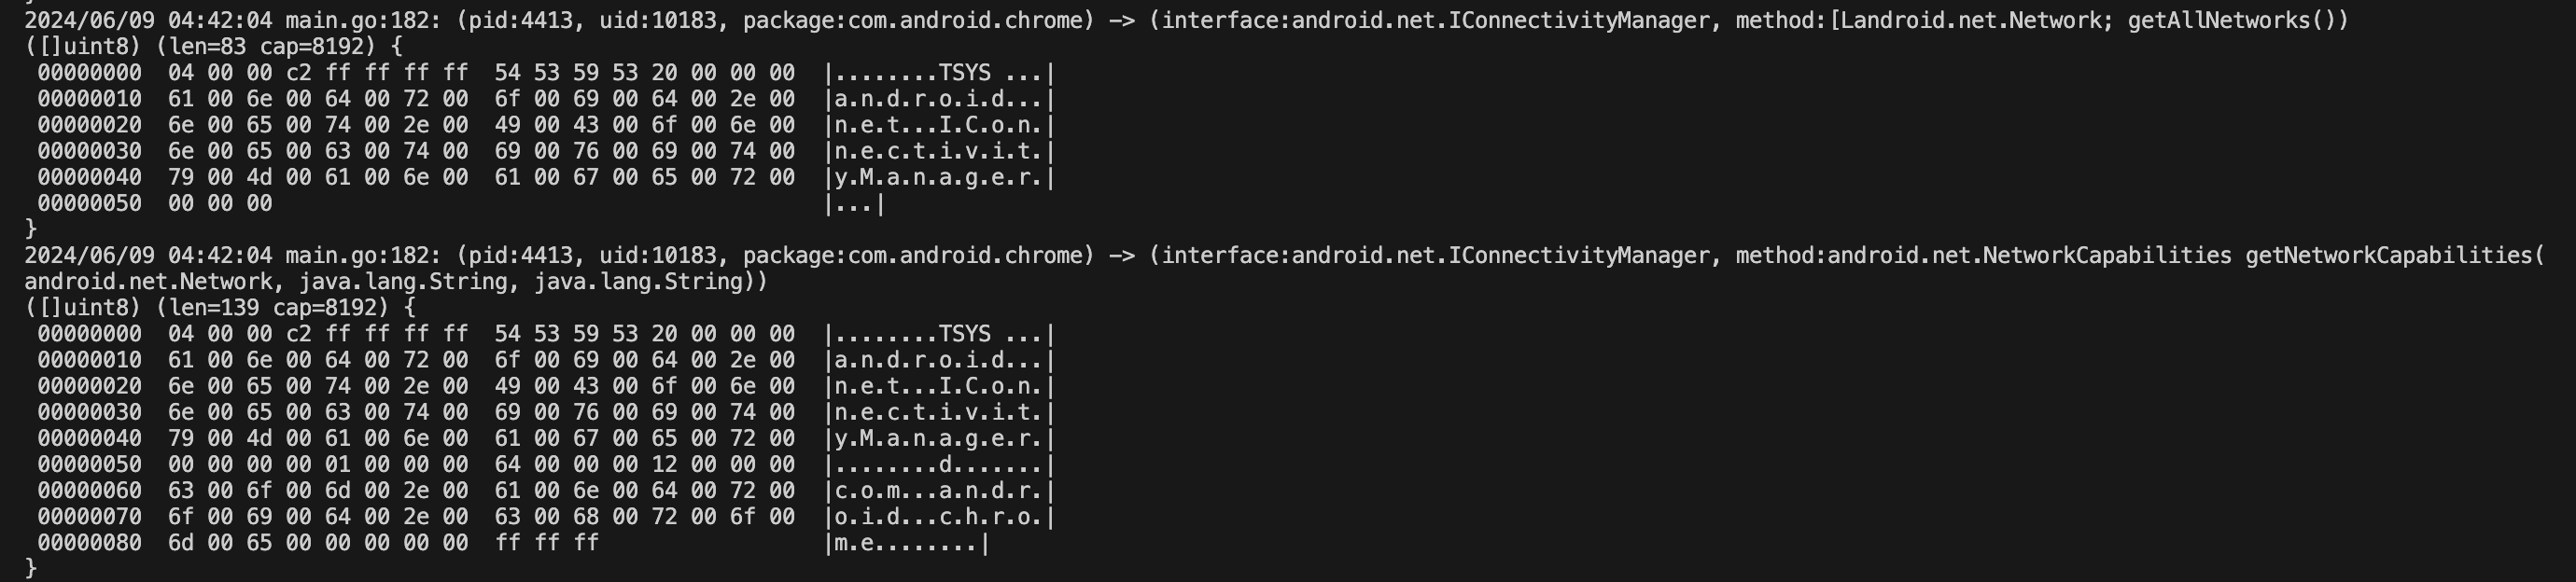 2024/06/09 04:42:04 main.go:182: (pid:4413, uid:10183, package:com.android.chrome) -> (interface:android.net.IConnectivityManager, method:[Landroid.net.Network; getAllNetworks())
([]uint8) (len=83 cap=8192) {
 00000000  04 00 00 c2 ff ff ff ff  54 53 59 53 20 00 00 00  |........TSYS ...|
 00000010  61 00 6e 00 64 00 72 00  6f 00 69 00 64 00 2e 00  |a.n.d.r.o.i.d...|
 00000020  6e 00 65 00 74 00 2e 00  49 00 43 00 6f 00 6e 00  |n.e.t...I.C.o.n.|
 00000030  6e 00 65 00 63 00 74 00  69 00 76 00 69 00 74 00  |n.e.c.t.i.v.i.t.|
 00000040  79 00 4d 00 61 00 6e 00  61 00 67 00 65 00 72 00  |y.M.a.n.a.g.e.r.|
 00000050  00 00 00                                          |...|
}
2024/06/09 04:42:04 main.go:182: (pid:4413, uid:10183, package:com.android.chrome) -> (interface:android.net.IConnectivityManager, method:android.net.NetworkCapabilities getNetworkCapabilities(
android.net.Network, java.lang.String, java.lang.String))
([]uint8) (len=139 cap=8192) {
 00000000  04 00 00 c2 ff ff ff ff  54 53 59 53 20 00 00 00  |........TSYS ...|
 00000010  61 00 6e 00 64 00 72 00  6f 00 69 00 64 00 2e 00  |a.n.d.r.o.i.d...|
 00000020  6e 00 65 00 74 00 2e 00  49 00 43 00 6f 00 6e 00  |n.e.t...I.C.o.n.|
 00000030  6e 00 65 00 63 00 74 00  69 00 76 00 69 00 74 00  |n.e.c.t.i.v.i.t.|
 00000040  79 00 4d 00 61 00 6e 00  61 00 67 00 65 00 72 00  |y.M.a.n.a.g.e.r.|
 00000050  00 00 00 00 01 00 00 00  64 00 00 00 12 00 00 00  |........d.......|
 00000060  63 00 6f 00 6d 00 2e 00  61 00 6e 00 64 00 72 00  |c.o.m...a.n.d.r.|
 00000070  6f 00 69 00 64 00 2e 00  63 00 68 00 72 00 6f 00  |o.i.d...c.h.r.o.|
 00000080  6d 00 65 00 00 00 00 00  ff ff ff                 |m.e........|
}